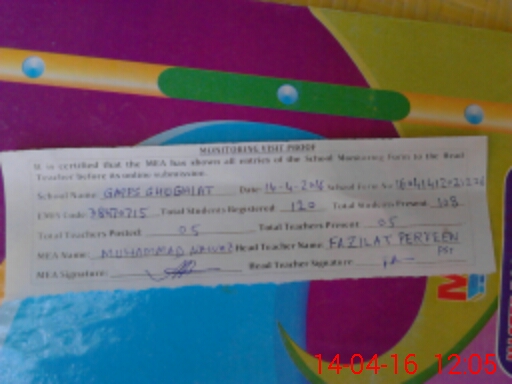 MONITORING VISIT PROOF
It is certified that the MEA has shown all entries of the School Monitoring form to the Head-
Teacher before its online submission.
School Name: Date: 14-4-2016 School Form No
EMIS Code: 38420215 Total Students Registered 120 Total Students Present 108
Total Teachers Posted 05 Total Teachers Present 05
MEA Name: MUHAMMAD NAWAZ Head Teacher Name: FAZILAT PERVEEN
PST
MEA Signature: Head Teacher Signature
14-04-16 12:05